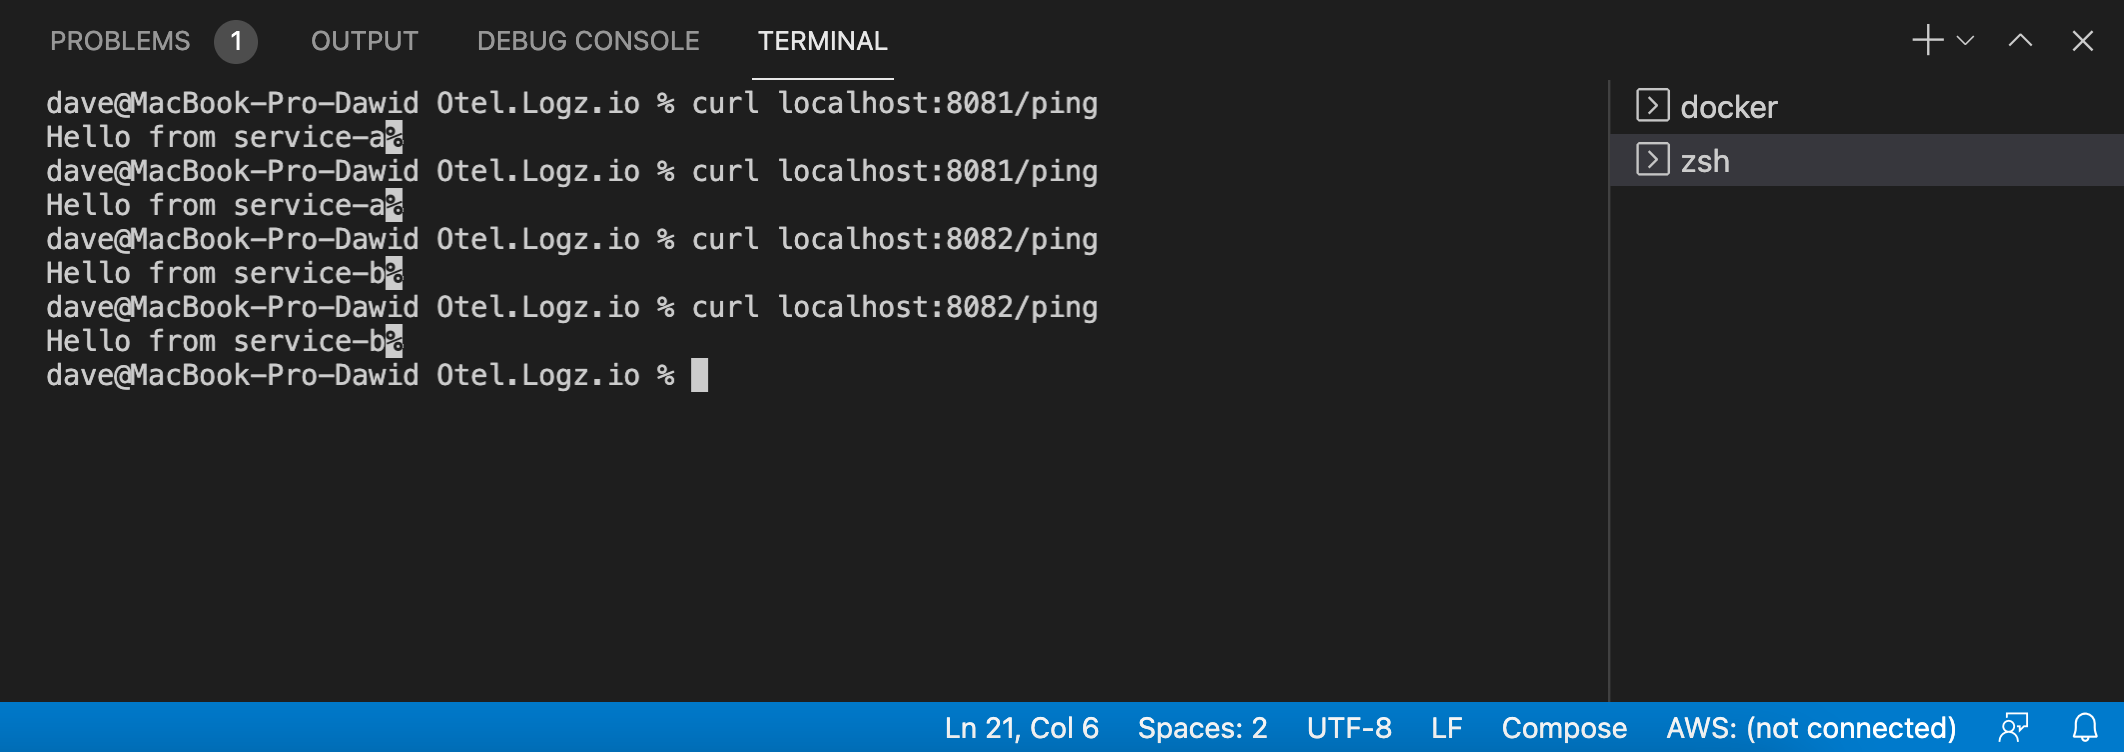 PROBLEMS 1 OUTPUT DEBUG CONSOLE TERMINAL
dave@MacBook-Pro-Dawid Otel.Logz.io % curl localhost:8081/ping
Hello from service-a%
dave@MacBook-Pro-Dawid Otel.Logz.io % curl localhost:8081/ping
Hello from service-a%
dave@MacBook-Pro-Dawid Otel.Logz.io % curl localhost:8082/ping
Hello from service-b%
dave@MacBook-Pro-Dawid Otel.Logz.io % curl localhost:8082/ping
Hello from service-b%
dave@MacBook-Pro-Dawid Otel.Logz.io %
docker
zsh
Ln 21, Col 6 Spaces: 2 UTF-8 LF Compose AWS: (not connected)